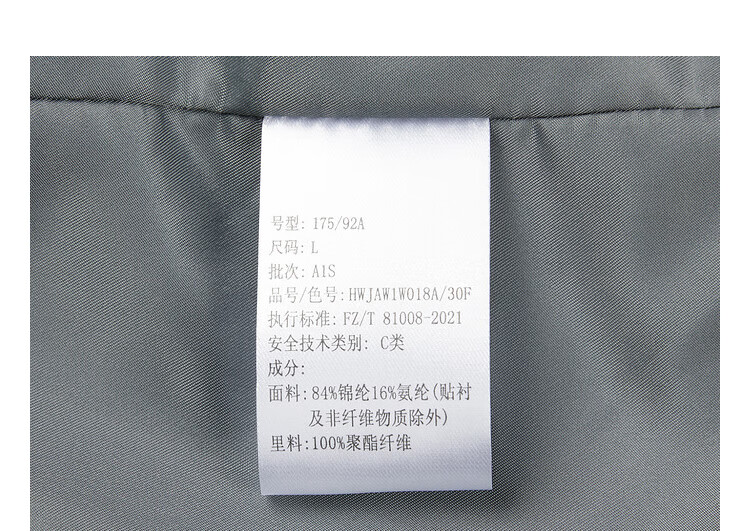 号型: 175/92A
尺码: L
批次: A1S
品号/色号: HWJAW1W018A/30F
执行标准: FZ/T 81008-2021
安全技术类别: C类
成分:
面料: 84%锦纶16%氨纶(贴衬
及非纤维物质除外)
里料:100%聚酯纤维